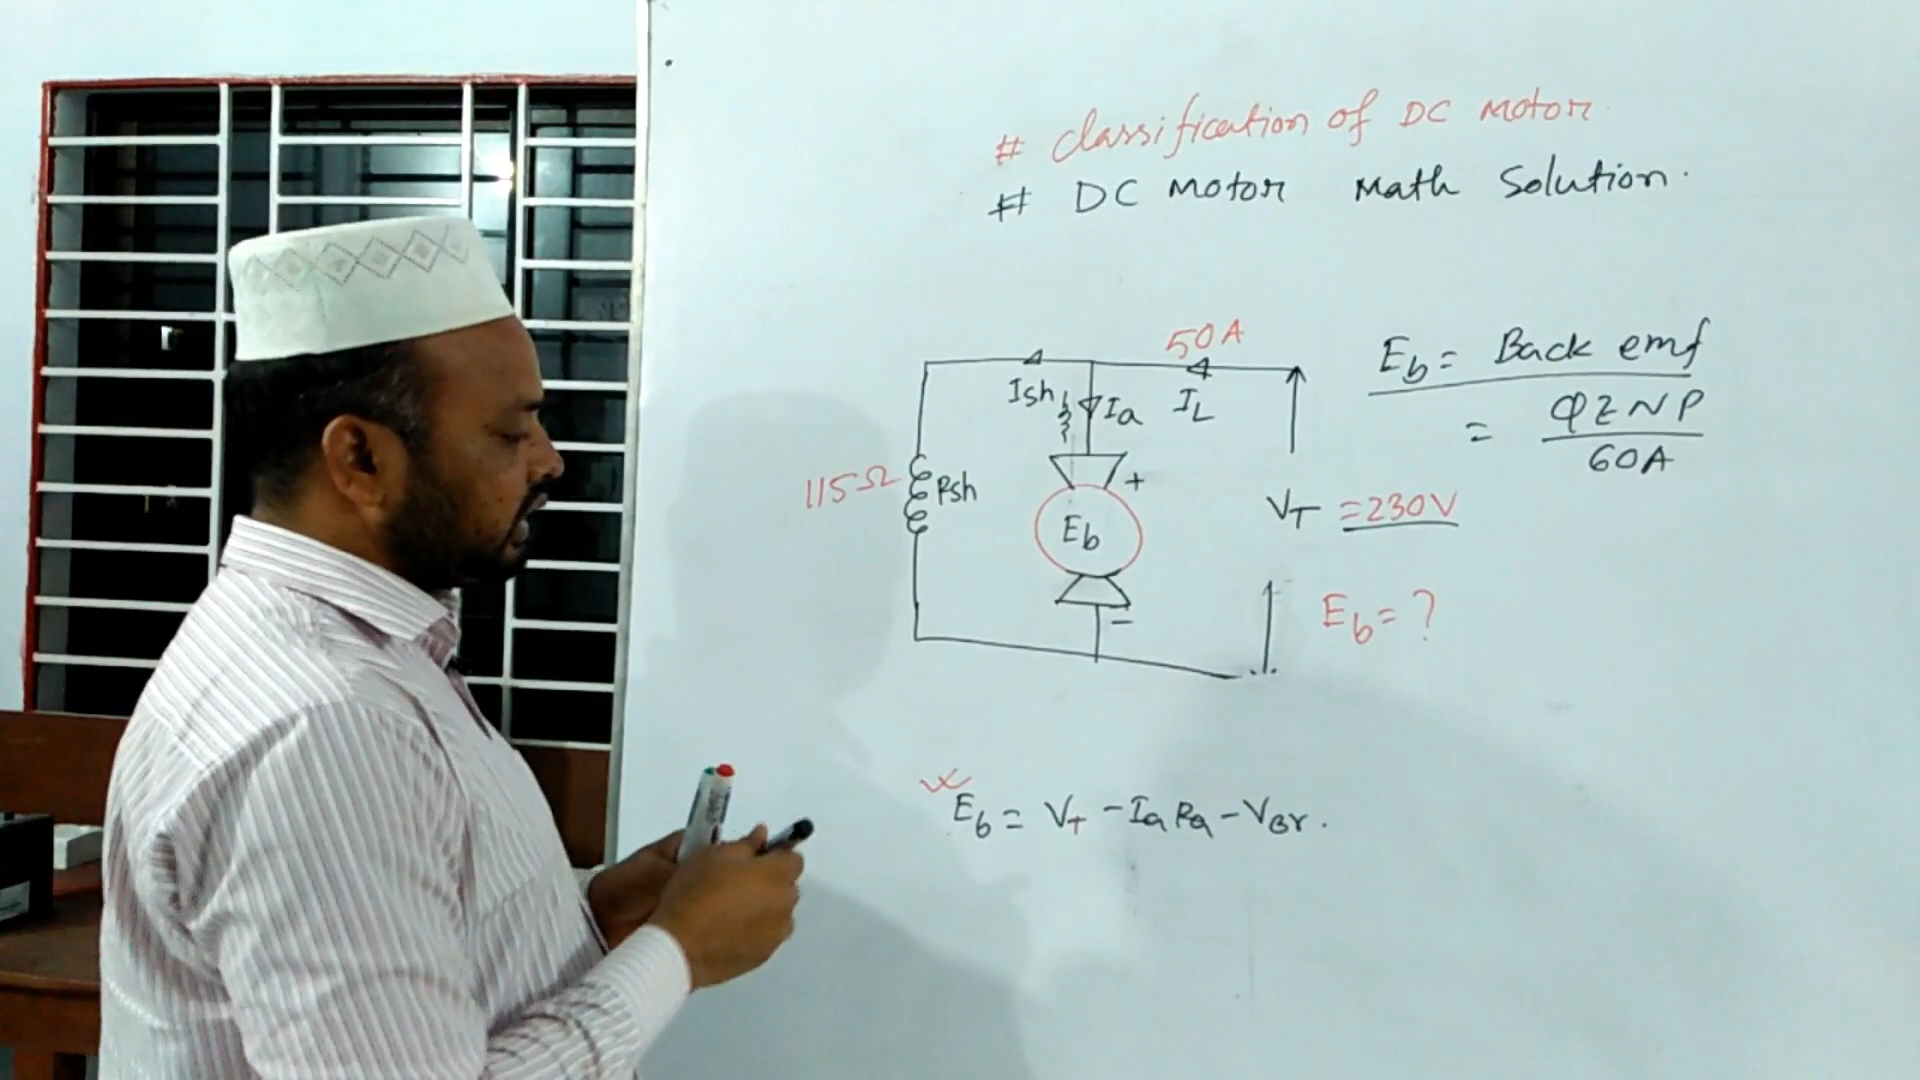 # Classification of DC Motor.
# DC Motor Math Solution.
50A
Ish
Ia
IL
Eb = Back emf
= φZNP
60A
115Ω
Rsh
+
Eb
VT = 230V
–
Eb = ?
Eb = VT - IaRa - VBr.